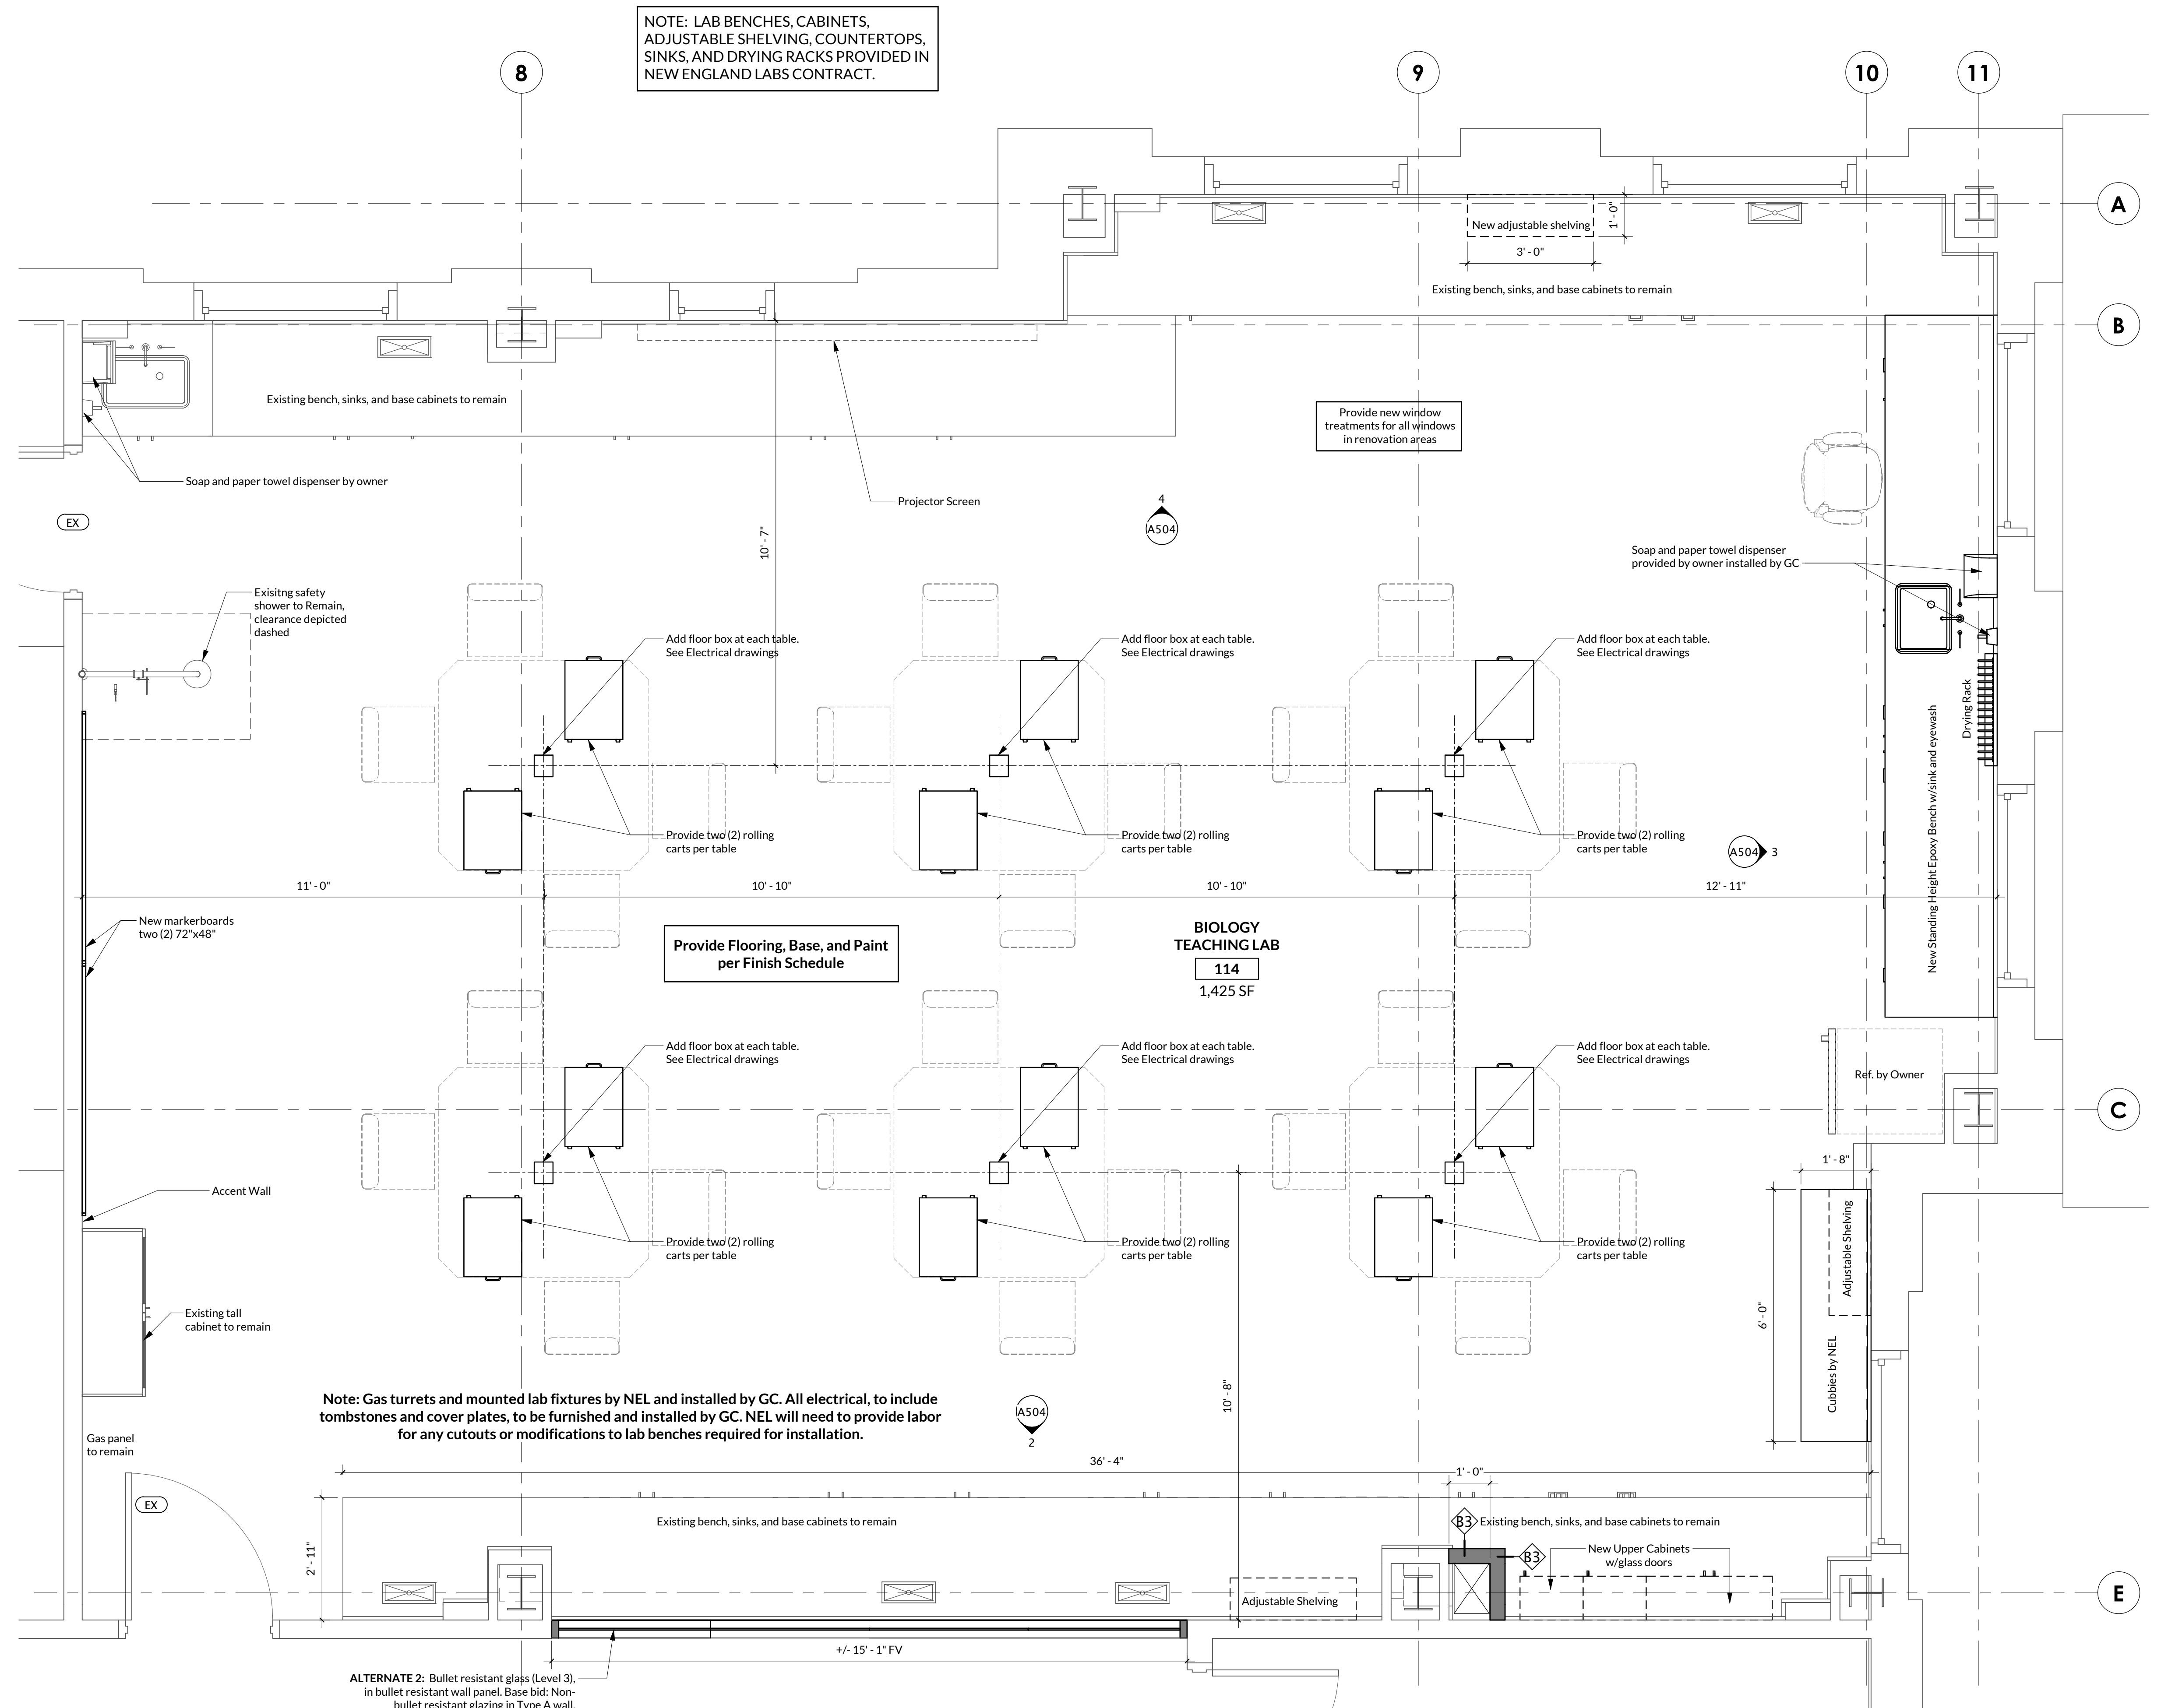 NOTE: LAB BENCHES, CABINETS,
ADJUSTABLE SHELVING, COUNTERTOPS,
SINKS, AND DRYING RACKS PROVIDED IN
NEW ENGLAND LABS CONTRACT.
8
9
10
11
A
New adjustable shelving
1' - 0"
3' - 0"
Existing bench, sinks, and base cabinets to remain
B
Existing bench, sinks, and base cabinets to remain
Provide new window
treatments for all windows
in renovation areas
Soap and paper towel dispenser by owner
Projector Screen
EX
4
A504
10' - 7"
Soap and paper towel dispenser
provided by owner installed by GC
Exisitng safety
shower to Remain,
clearance depicted
dashed
Add floor box at each table.
See Electrical drawings
Add floor box at each table.
See Electrical drawings
Add floor box at each table.
See Electrical drawings
Drying Rack
New Standing Height Epoxy Bench w/sink and eyewash
Provide two (2) rolling
carts per table
Provide two (2) rolling
carts per table
Provide two (2) rolling
carts per table
A504
3
11' - 0"
10' - 10"
10' - 10"
12' - 11"
New markerboards
two (2) 72"x48"
Provide Flooring, Base, and Paint
per Finish Schedule
BIOLOGY
TEACHING LAB
114
1,425 SF
Add floor box at each table.
See Electrical drawings
Add floor box at each table.
See Electrical drawings
Add floor box at each table.
See Electrical drawings
Ref. by Owner
C
1' - 8"
Accent Wall
Provide two (2) rolling
carts per table
Provide two (2) rolling
carts per table
Provide two (2) rolling
carts per table
Adjustable Shelving
6' - 0"
Cubbies by NEL
Existing tall
cabinet to remain
Note: Gas turrets and mounted lab fixtures by NEL and installed by GC. All electrical, to include
tombstones and cover plates, to be furnished and installed by GC. NEL will need to provide labor
for any cutouts or modifications to lab benches required for installation.
A504
2
10' - 8"
Gas panel
to remain
36' - 4"
1' - 0"
EX
2' - 11"
Existing bench, sinks, and base cabinets to remain
B3
Existing bench, sinks, and base cabinets to remain
B3
New Upper Cabinets
w/glass doors
Adjustable Shelving
E
+/- 15' - 1" FV
ALTERNATE 2: Bullet resistant glass (Level 3),
in bullet resistant wall panel. Base bid: Non-
bullet resistant glazing in Type A wall.